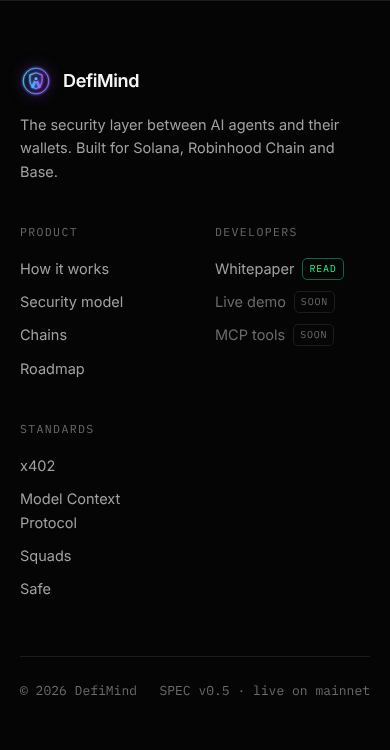 DefiMind
The security layer between AI agents and their
wallets. Built for Solana, Robinhood Chain and
Base.
PRODUCT
How it works
Security model
Chains
Roadmap
DEVELOPERS
Whitepaper READ
Live demo SOON
MCP tools SOON
STANDARDS
x402
Model Context
Protocol
Squads
Safe
© 2026 DefiMind SPEC v0.5 · live on mainnet